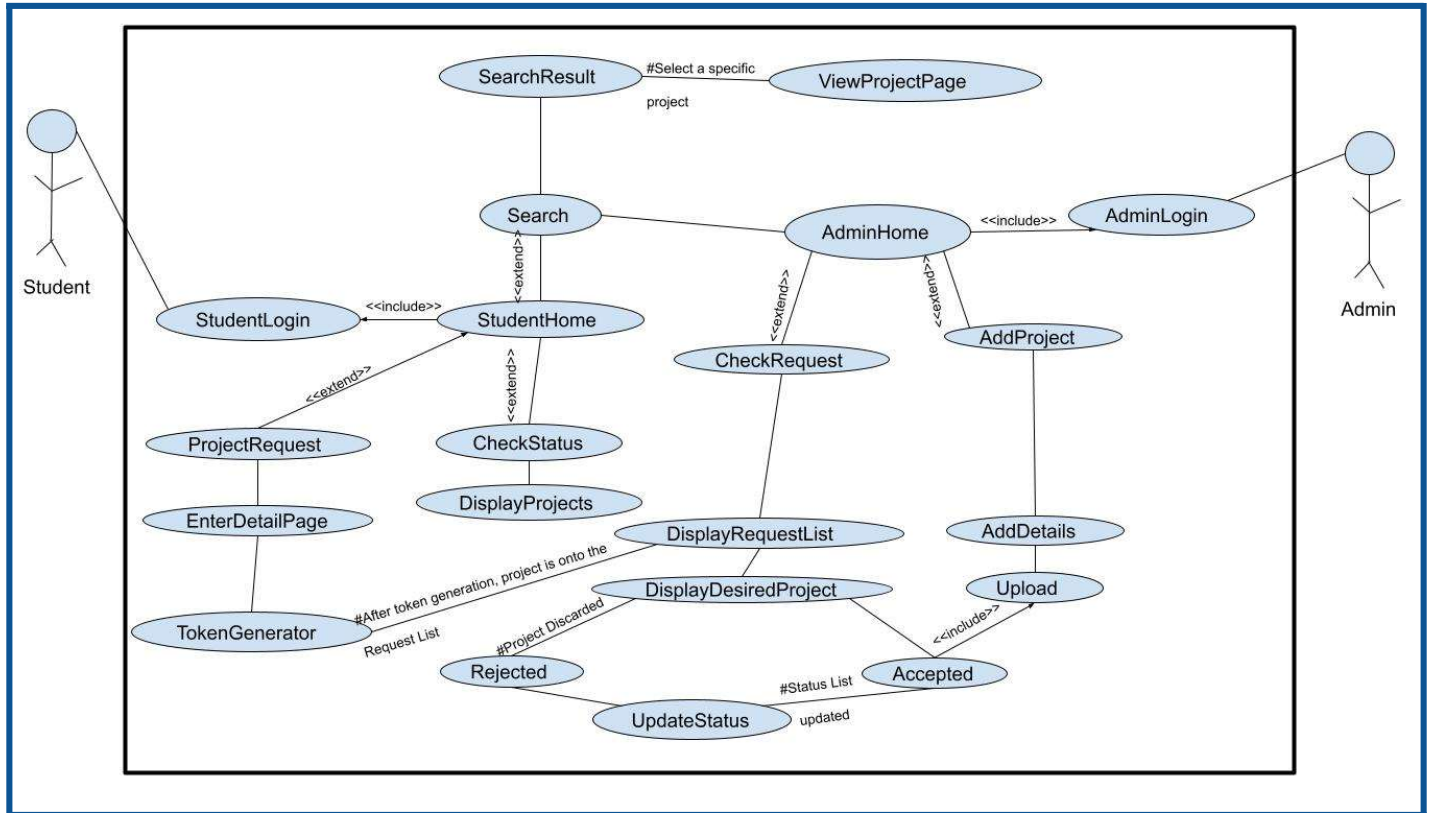 SearchResult
#Select a specific
project
ViewProjectPage
Search
AdminHome
<<include>>
AdminLogin
Student
Admin
<<extend>>
<<extend>>
<<extend>>
StudentLogin
<<include>>
StudentHome
AddProject
CheckRequest
<<extend>>
<<extend>>
ProjectRequest
CheckStatus
DisplayProjects
EnterDetailPage
DisplayRequestList
AddDetails
#After token generation, project is onto the
Request List
DisplayDesiredProject
Upload
TokenGenerator
#Project Discarded
<<include>>
Rejected
Accepted
#Status List
updated
UpdateStatus